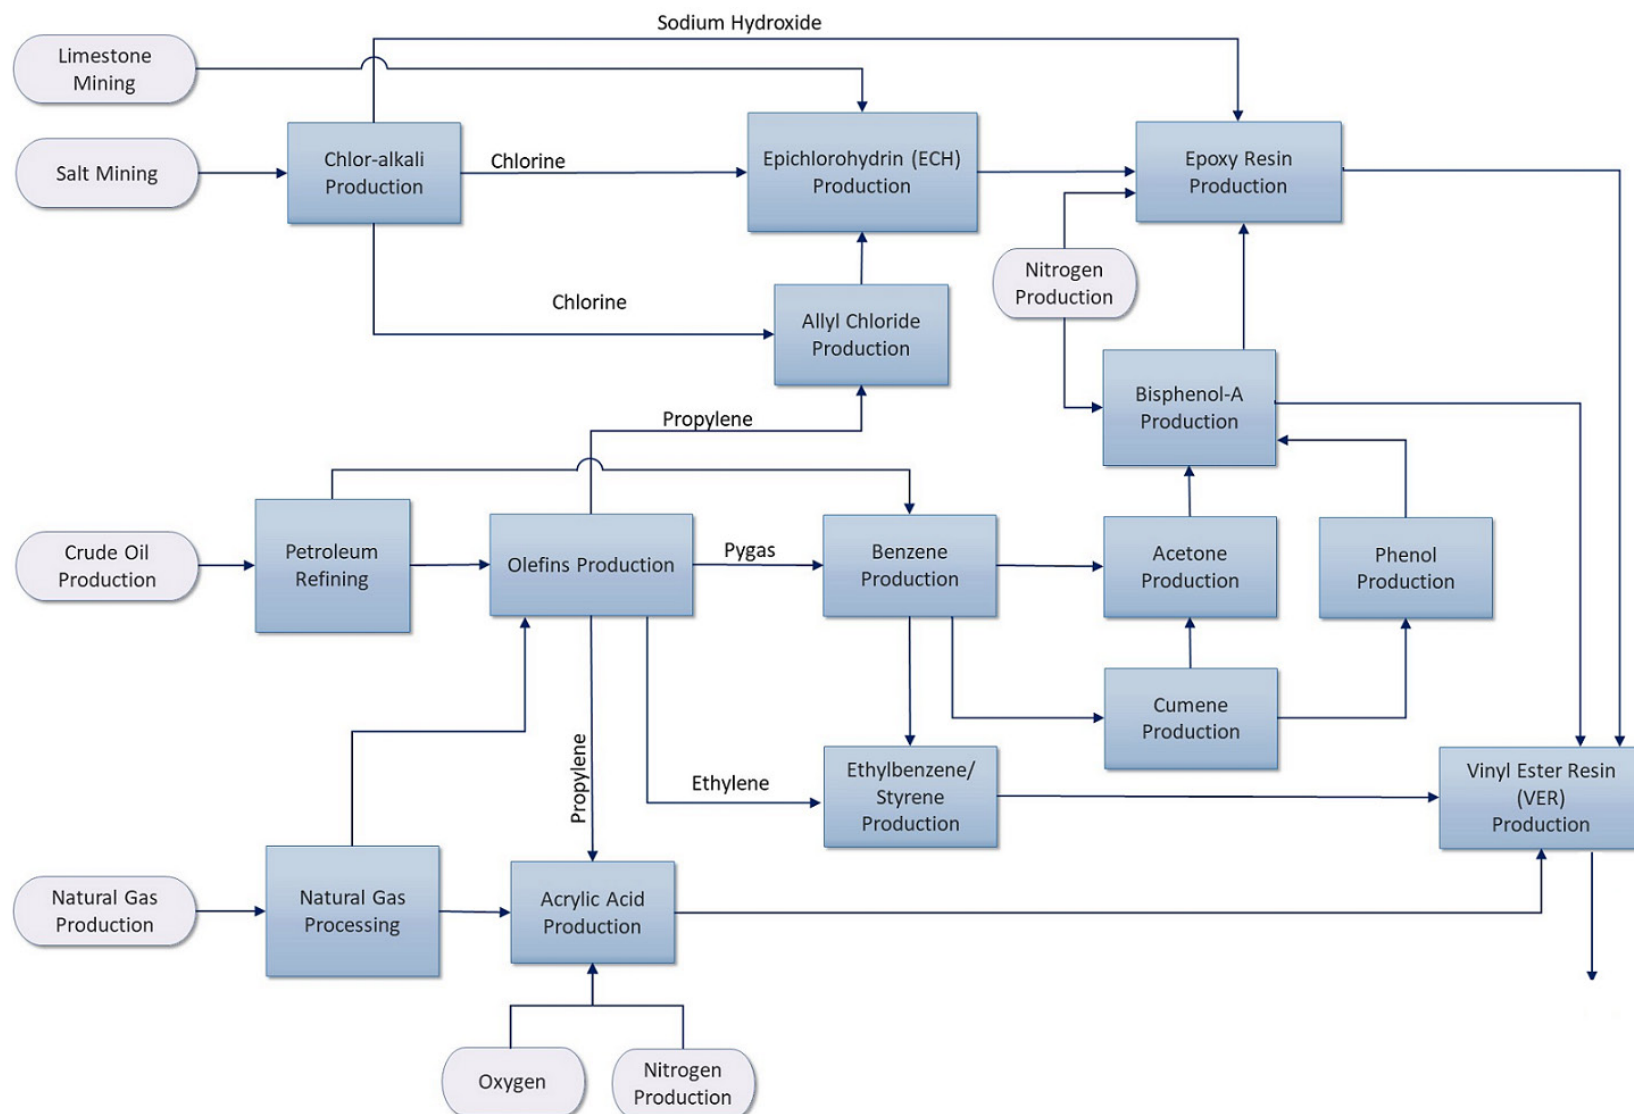 Sodium Hydroxide
Limestone
Mining
Salt Mining
Chlor-alkali
Production
Chlorine
Epichlorohydrin (ECH)
Production
Epoxy Resin
Production
Nitrogen
Production
Chlorine
Allyl Chloride
Production
Bisphenol-A
Production
Propylene
Crude Oil
Production
Petroleum
Refining
Olefins Production
Pygas
Benzene
Production
Acetone
Production
Phenol
Production
Cumene
Production
Propylene
Ethylene
Ethylbenzene/
Styrene
Production
Vinyl Ester Resin
(VER)
Production
Natural Gas
Production
Natural Gas
Processing
Acrylic Acid
Production
Oxygen
Nitrogen
Production